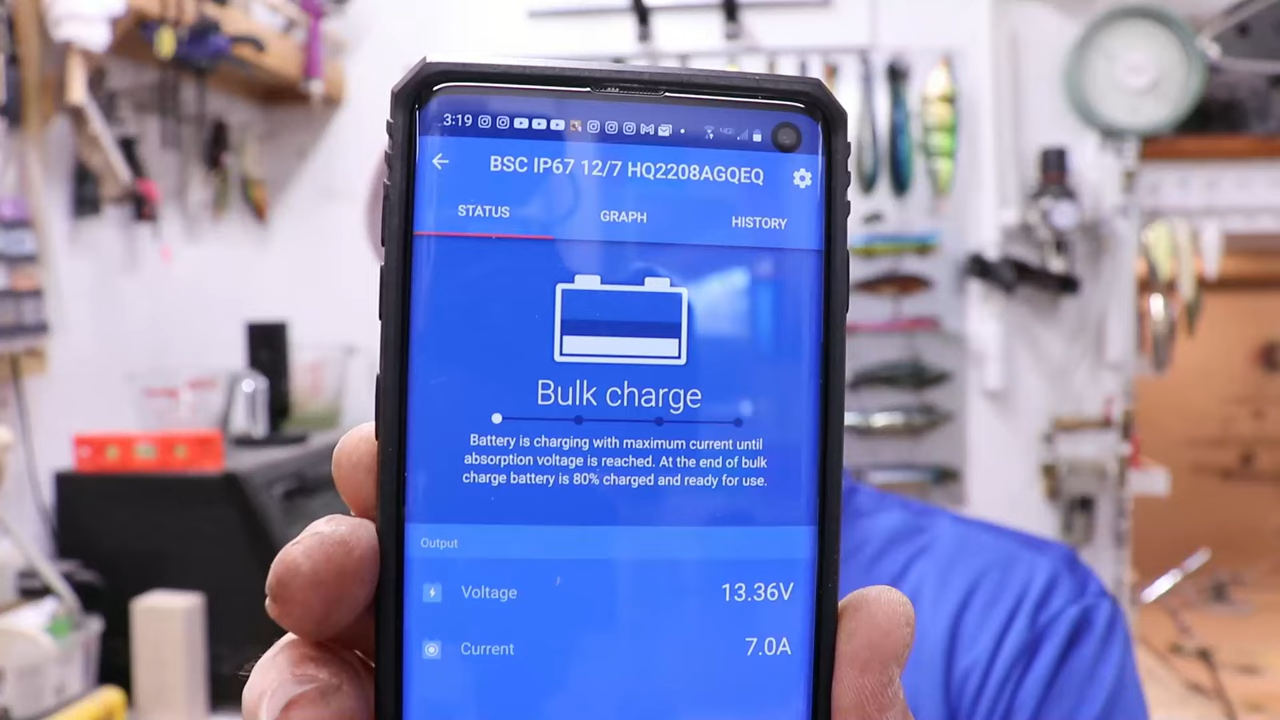 3:19
BSC IP67 12/7 HQ2208AGQEQ
STATUS GRAPH HISTORY
Bulk charge
Battery is charging with maximum current until
absorption voltage is reached. At the end of bulk
charge battery is 80% charged and ready for use.
Output
Voltage 13.36V
Current 7.0A